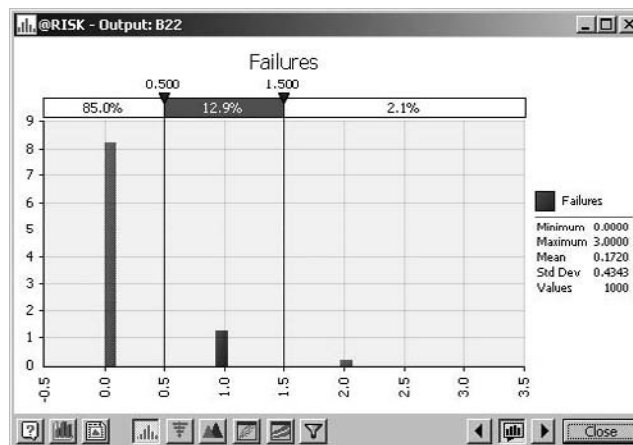 @RISK - Output: B22
Failures
0.500 1.500
85.0% 12.9% 2.1%
9
8
7
6
5
4
3
2
1
0
-0.5 0.0 0.5 1.0 1.5 2.0 2.5 3.0 3.5
Failures
Minimum 0.0000
Maximum 3.0000
Mean 0.1720
Std Dev 0.4343
Values 1000
Close